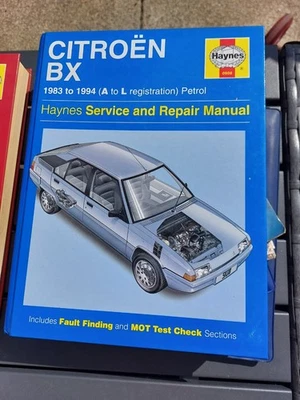 CITROËN
BX
Haynes
1983 to 1994 (A to L registration) Petrol
Haynes Service and Repair Manual
Includes Fault Finding and MOT Test Check Sections